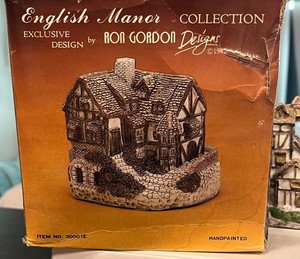 English Manor COLLECTION
EXCLUSIVE DESIGN by RON GORDON Designs
©
ITEM NO. 30001E
HANDPAINTED